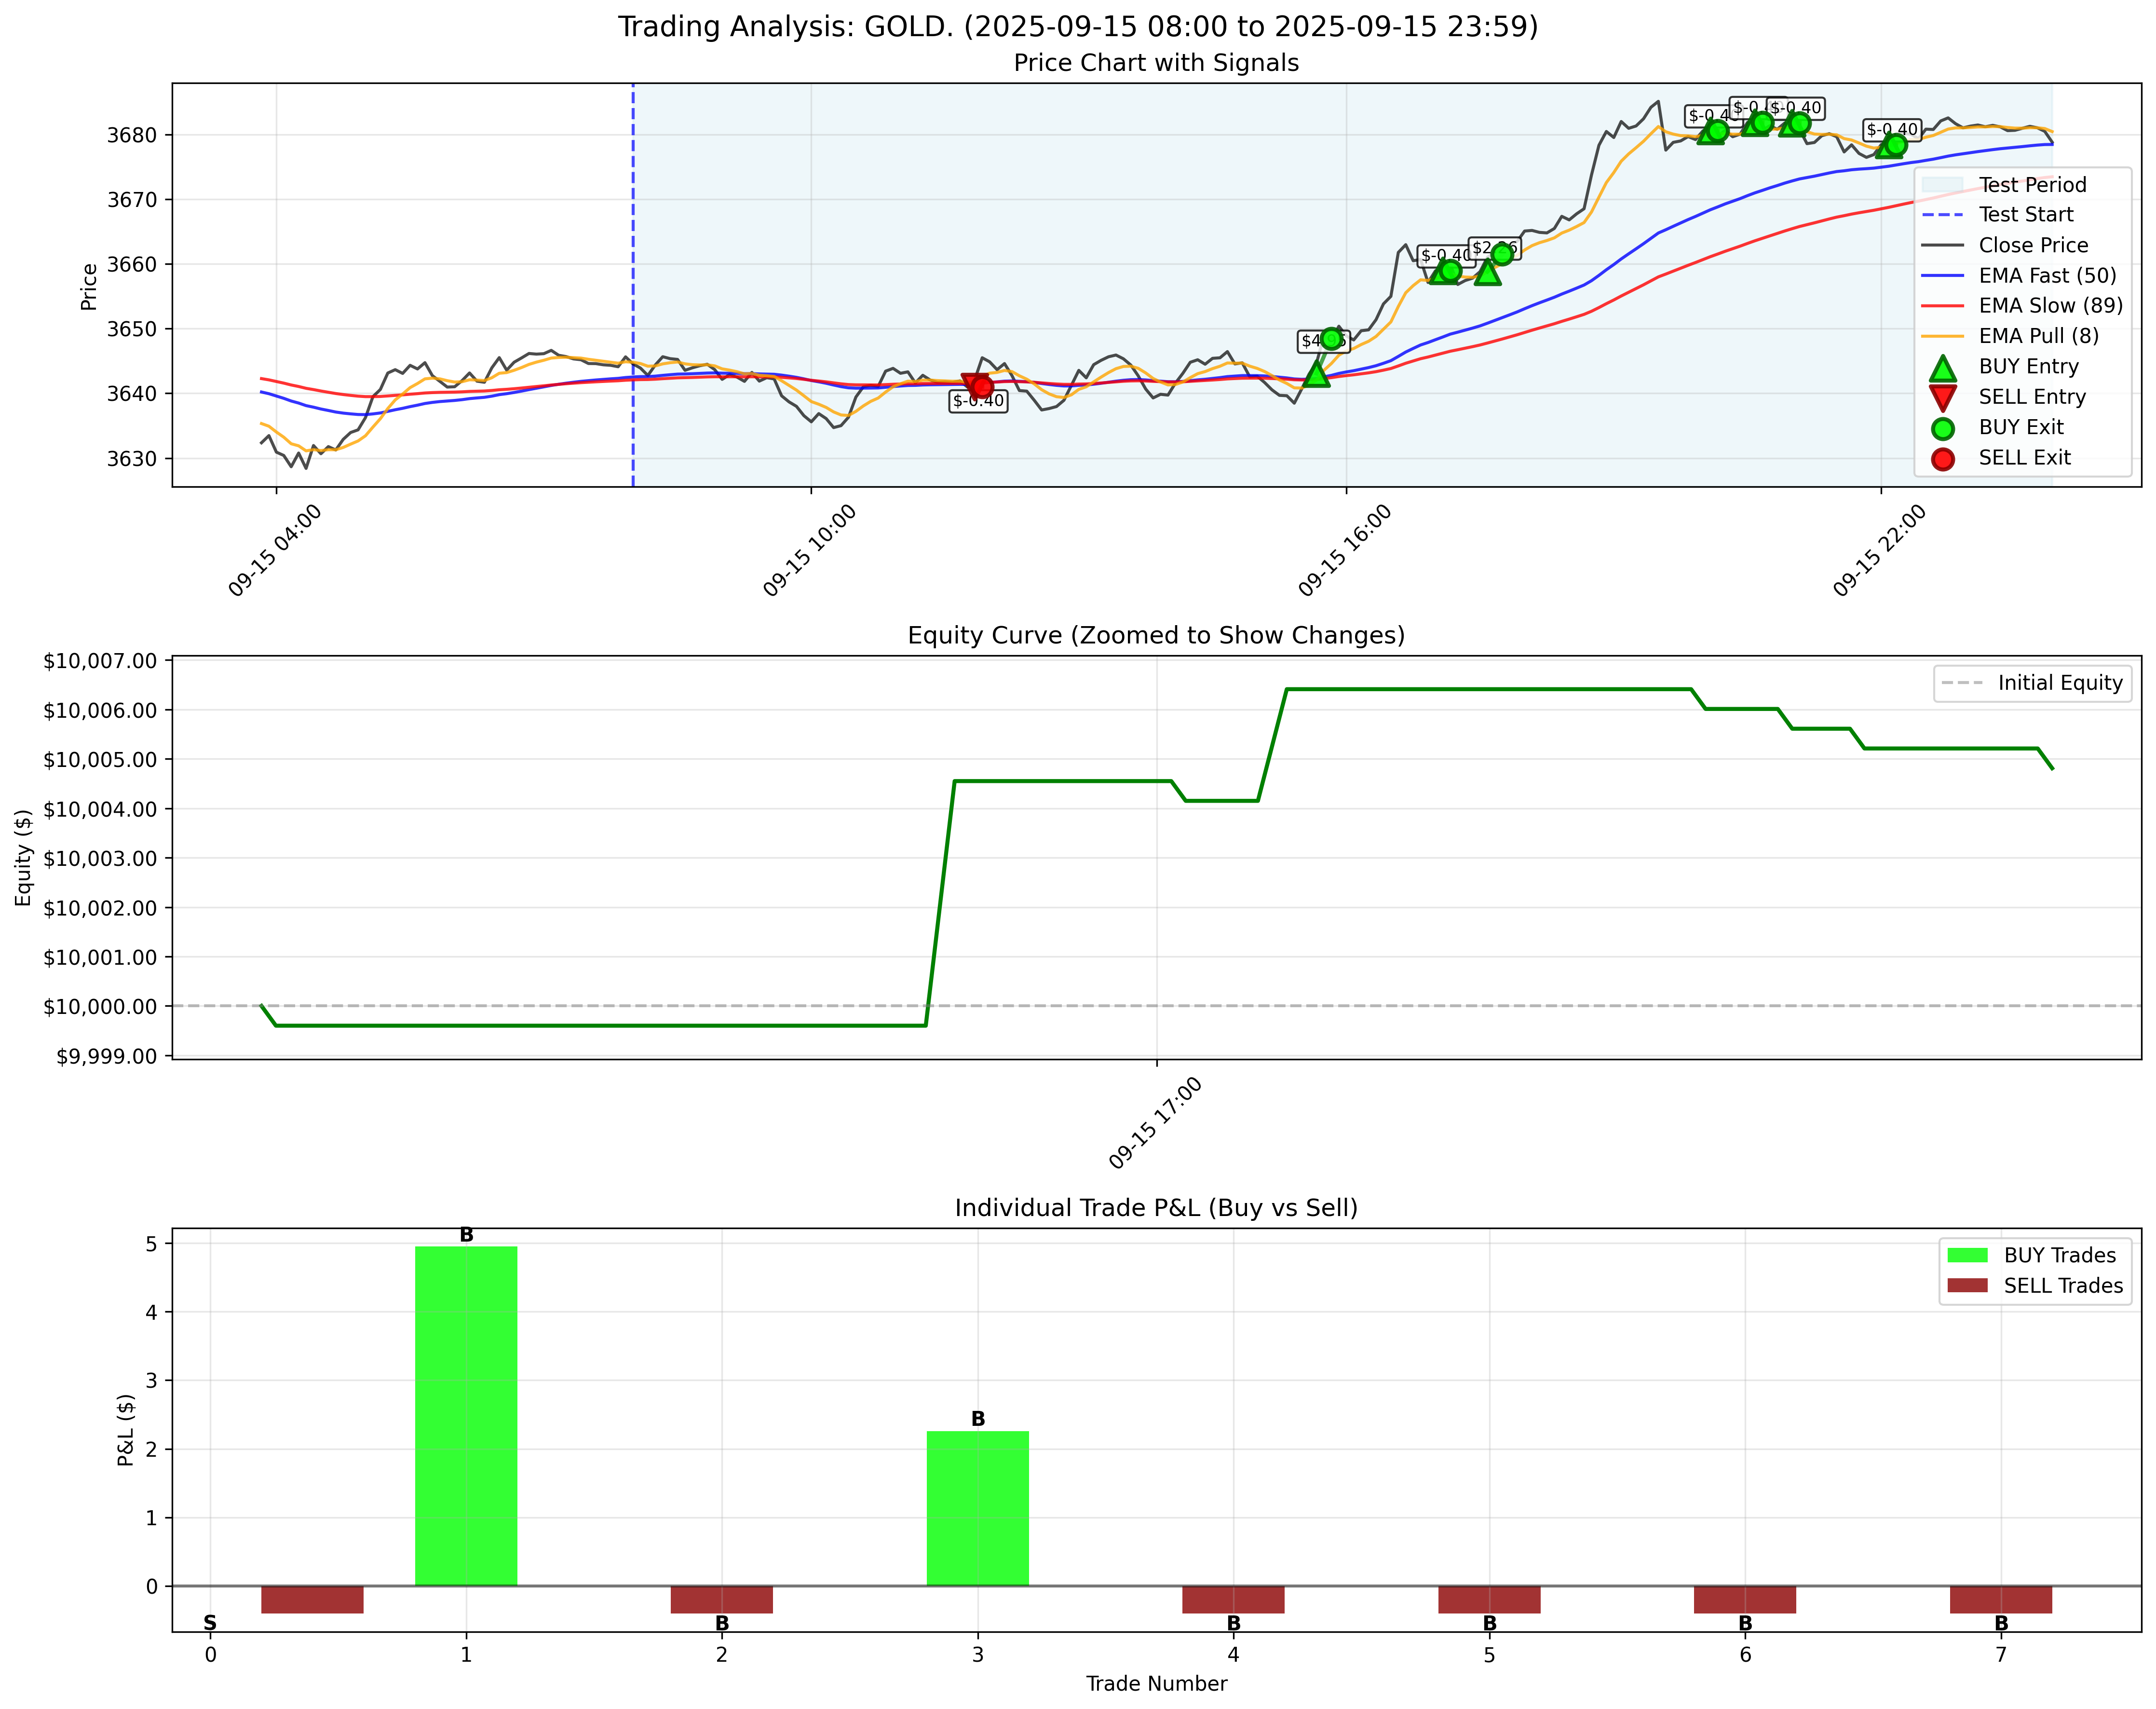 Trading Analysis: GOLD. (2025-09-15 08:00 to 2025-09-15 23:59)
Price Chart with Signals
Price
3680
3670
3660
3650
3640
3630
$-0.40
$-0.40
$-0.40
$-0.40
Test Period
Test Start
Close Price
EMA Fast (50)
EMA Slow (89)
EMA Pull (8)
BUY Entry
SELL Entry
BUY Exit
SELL Exit
09-15 04:00
09-15 10:00
09-15 16:00
09-15 22:00
Equity Curve (Zoomed to Show Changes)
Equity ($)
$10,007.00
$10,006.00
$10,005.00
$10,004.00
$10,003.00
$10,002.00
$10,001.00
$10,000.00
$9,999.00
Initial Equity
09-15 17:00
Individual Trade P&L (Buy vs Sell)
P&L ($)
5
4
3
2
1
0
BUY Trades
SELL Trades
B
B
S
B
B
B
B
B
0
1
2
3
4
5
6
7
Trade Number